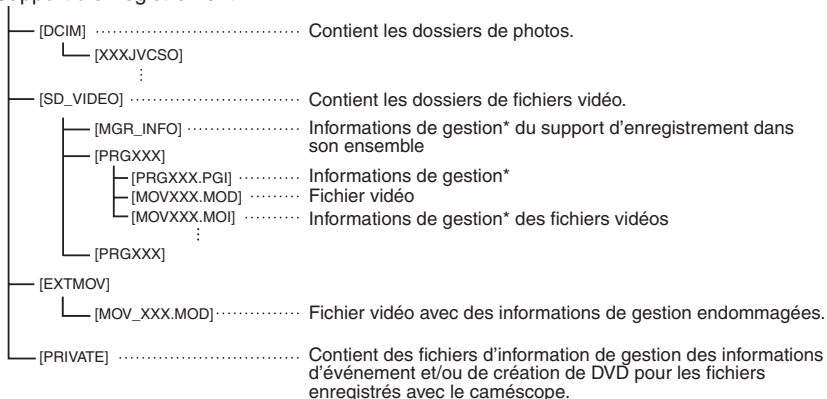 [DCIM] Contient les dossiers de photos.
[XXXJVCSO]
[SD_VIDEO] Contient les dossiers de fichiers vidéo.
[MGR_INFO] Informations de gestion* du support d'enregistrement dans
son ensemble
[PRGXXX]
[PRGXXX.PGI] Informations de gestion*
[MOVXXX.MOD] Fichier vidéo
[MOVXXX.MOI] Informations de gestion* des fichiers vidéos
[PRGXXX]
[EXTMOV]
[MOV_XXX.MOD] Fichier vidéo avec des informations de gestion endommagées.
[PRIVATE] Contient des fichiers d'information de gestion des informations
d'événement et/ou de création de DVD pour les fichiers
enregistrés avec le caméscope.